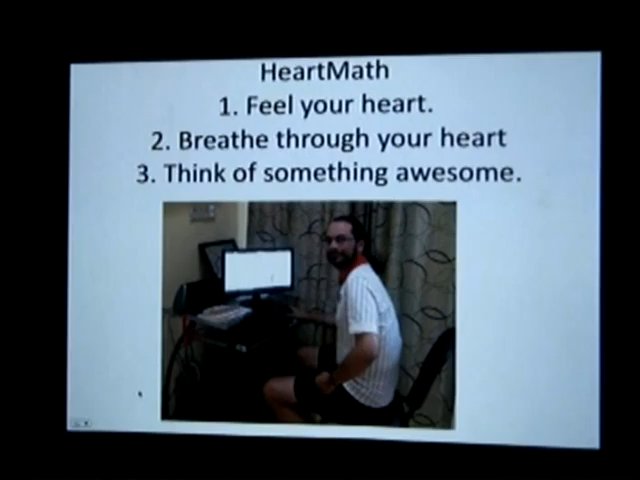 HeartMath
1. Feel your heart.
2. Breathe through your heart
3. Think of something awesome.